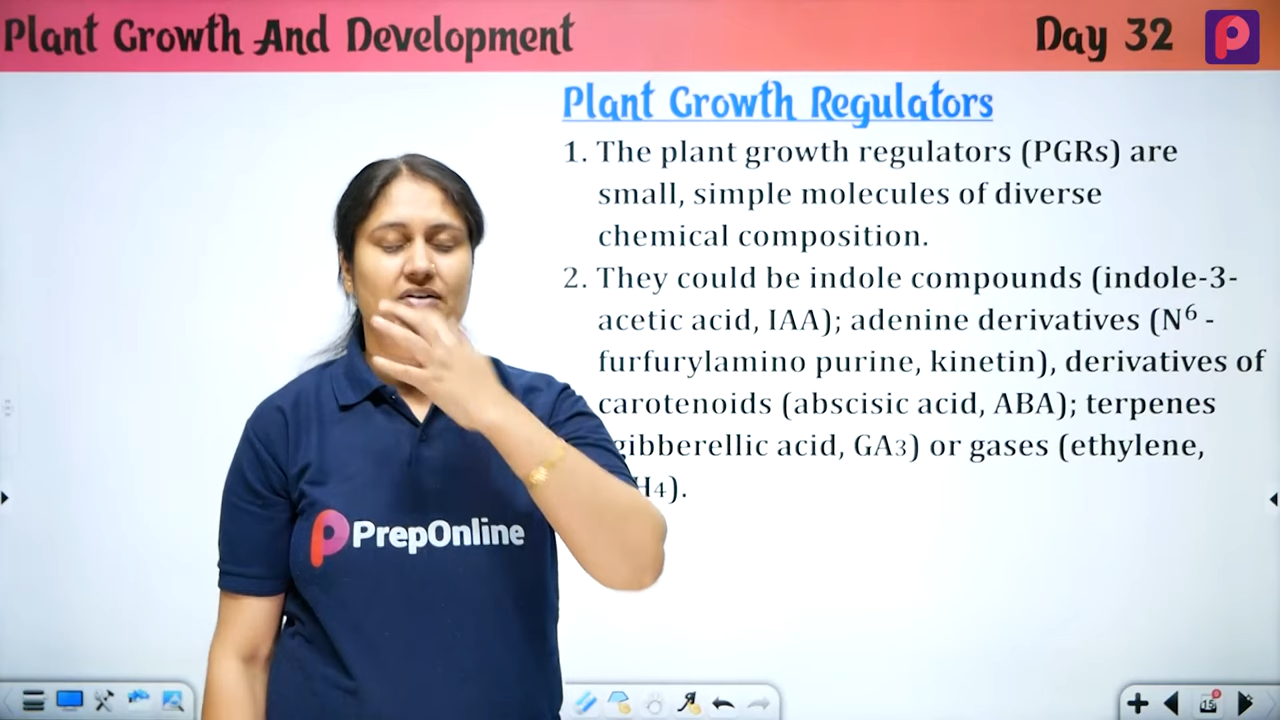 Plant Growth And Development
Day 32
Plant Growth Regulators
1. The plant growth regulators (PGRs) are
small, simple molecules of diverse
chemical composition.
2. They could be indole compounds (indole-3-
acetic acid, IAA); adenine derivatives (N⁶ -
furfurylamino purine, kinetin), derivatives of
carotenoids (abscisic acid, ABA); terpenes
gibberellic acid, GA3) or gases (ethylene,
H4).
PrepOnline
15